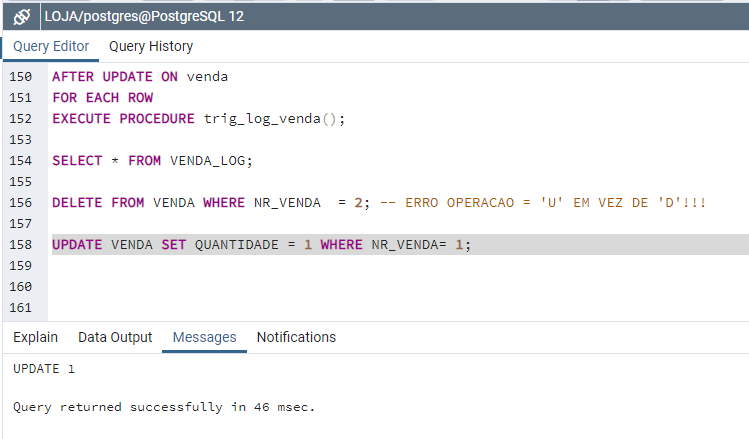 LOJA/postgres@PostgreSQL 12
Query Editor Query History
150 AFTER UPDATE ON venda
151 FOR EACH ROW
152 EXECUTE PROCEDURE trig_log_venda();
153
154 SELECT * FROM VENDA_LOG;
155
156 DELETE FROM VENDA WHERE NR_VENDA  = 2; -- ERRO OPERACAO = 'U' EM VEZ DE 'D'!!!
157
158 UPDATE VENDA SET QUANTIDADE = 1 WHERE NR_VENDA= 1;
159
160
161
Explain Data Output Messages Notifications
UPDATE 1
Query returned successfully in 46 msec.